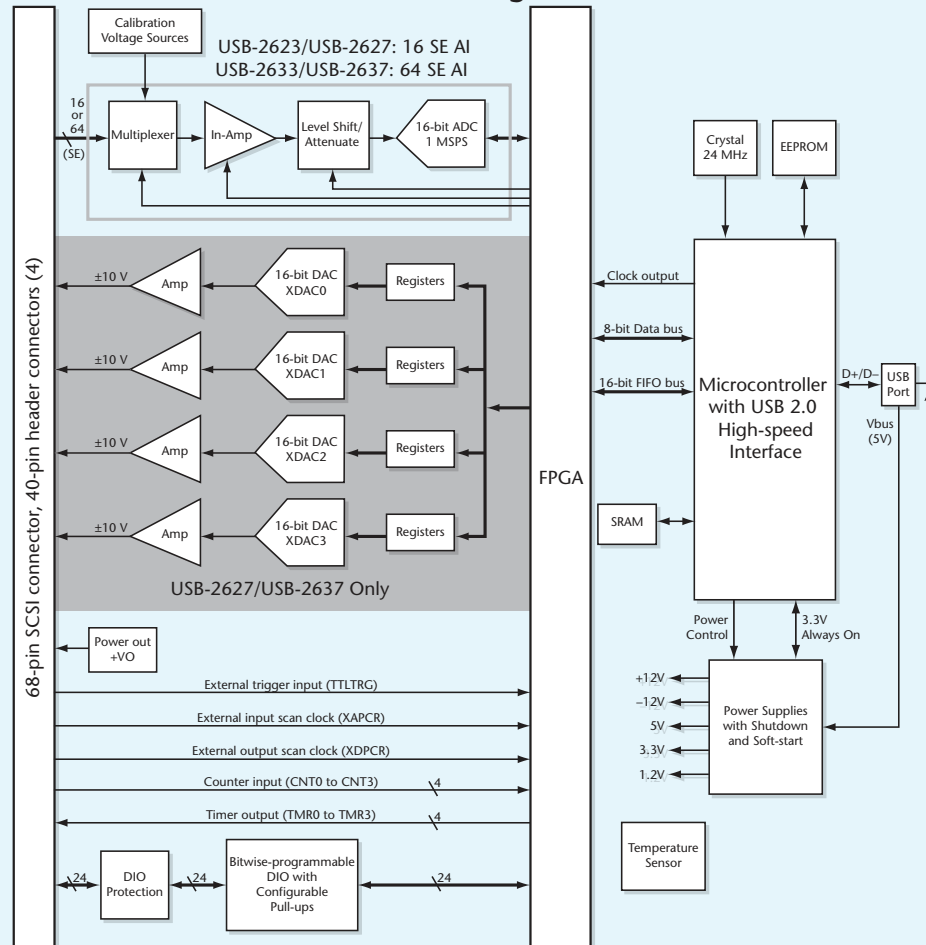 Calibration
Voltage Sources
USB-2623/USB-2627: 16 SE AI
USB-2633/USB-2637: 64 SE AI
16
or
64
(SE)
Multiplexer
In-Amp
Level Shift/
Attenuate
16-bit ADC
1 MSPS
68-pin SCSI connector, 40-pin header connectors (4)
±10 V
Amp
16-bit DAC
XDAC0
Registers
±10 V
Amp
16-bit DAC
XDAC1
Registers
±10 V
Amp
16-bit DAC
XDAC2
Registers
±10 V
Amp
16-bit DAC
XDAC3
Registers
USB-2627/USB-2637 Only
Power out
+VO
External trigger input (TTLTRG)
External input scan clock (XAPCR)
External output scan clock (XDPCR)
Counter input (CNT0 to CNT3)
4
Timer output (TMR0 to TMR3)
4
24
DIO
Protection
24
Bitwise-programmable
DIO with
Configurable
Pull-ups
24
FPGA
Crystal
24 MHz
EEPROM
Clock output
8-bit Data bus
16-bit FIFO bus
Microcontroller
with USB 2.0
High-speed
Interface
D+/D–
USB
Port
Vbus
(5V)
SRAM
Power
Control
3.3V
Always On
+12V
–12V
5V
3.3V
1.2V
Power Supplies
with Shutdown
and Soft-start
Temperature
Sensor